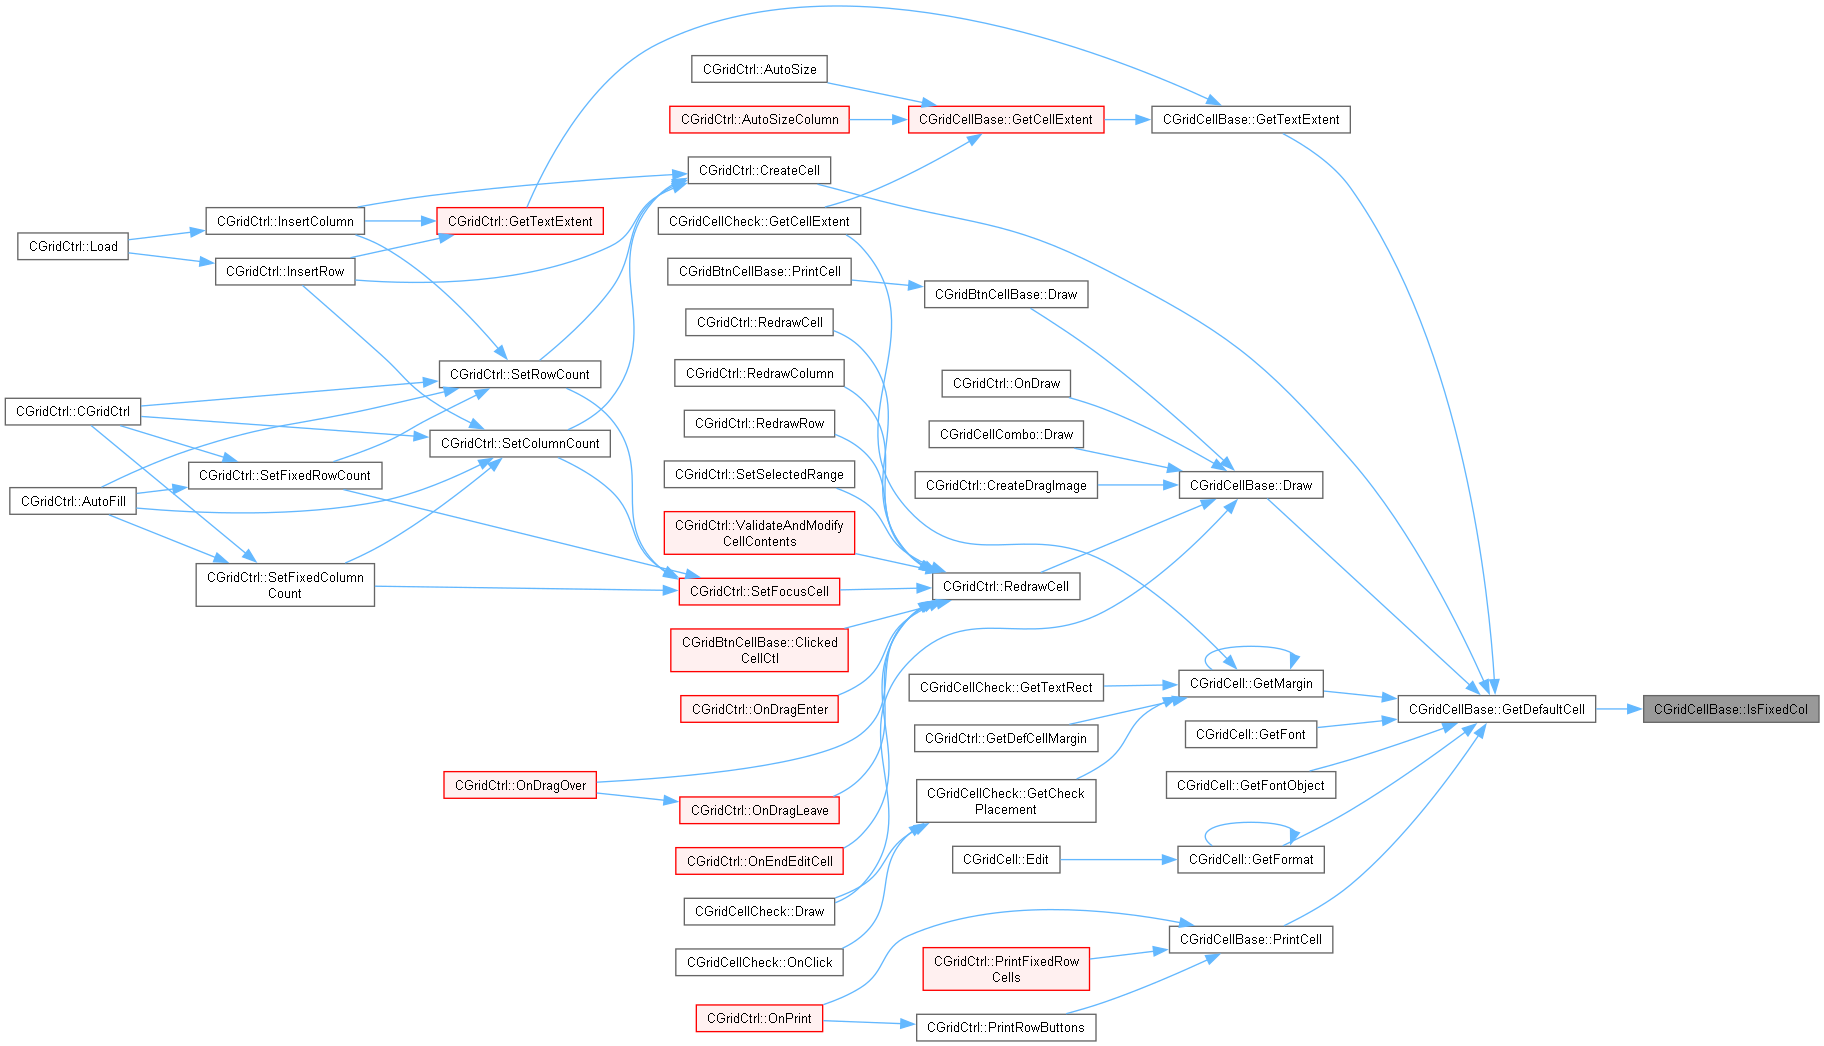 CGridCtrl::AutoSize
CGridCtrl::AutoSizeColumn
CGridCellBase::GetCellExtent
CGridCellBase::GetTextExtent
CGridCtrl::CreateCell
CGridCtrl::InsertColumn
CGridCtrl::GetTextExtent
CGridCellCheck::GetCellExtent
CGridCtrl::Load
CGridCtrl::InsertRow
CGridBtnCellBase::PrintCell
CGridBtnCellBase::Draw
CGridCtrl::RedrawCell
CGridCtrl::SetRowCount
CGridCtrl::RedrawColumn
CGridCtrl::OnDraw
CGridCtrl::CGridCtrl
CGridCtrl::RedrawRow
CGridCellCombo::Draw
CGridCtrl::SetColumnCount
CGridCtrl::SetFixedRowCount
CGridCtrl::SetSelectedRange
CGridCtrl::CreateDragImage
CGridCellBase::Draw
CGridCtrl::AutoFill
CGridCtrl::ValidateAndModify
CellContents
CGridCtrl::SetFixedColumn
Count
CGridCtrl::SetFocusCell
CGridCtrl::RedrawCell
CGridBtnCellBase::Clicked
CellCtl
CGridCellCheck::GetTextRect
CGridCell::GetMargin
CGridCtrl::OnDragEnter
CGridCellBase::GetDefaultCell
CGridCellBase::IsFixedCol
CGridCtrl::GetDefCellMargin
CGridCell::GetFont
CGridCtrl::OnDragOver
CGridCell::GetFontObject
CGridCtrl::OnDragLeave
CGridCellCheck::GetCheck
Placement
CGridCtrl::OnEndEditCell
CGridCell::Edit
CGridCell::GetFormat
CGridCellCheck::Draw
CGridCellBase::PrintCell
CGridCellCheck::OnClick
CGridCtrl::PrintFixedRow
Cells
CGridCtrl::OnPrint
CGridCtrl::PrintRowButtons